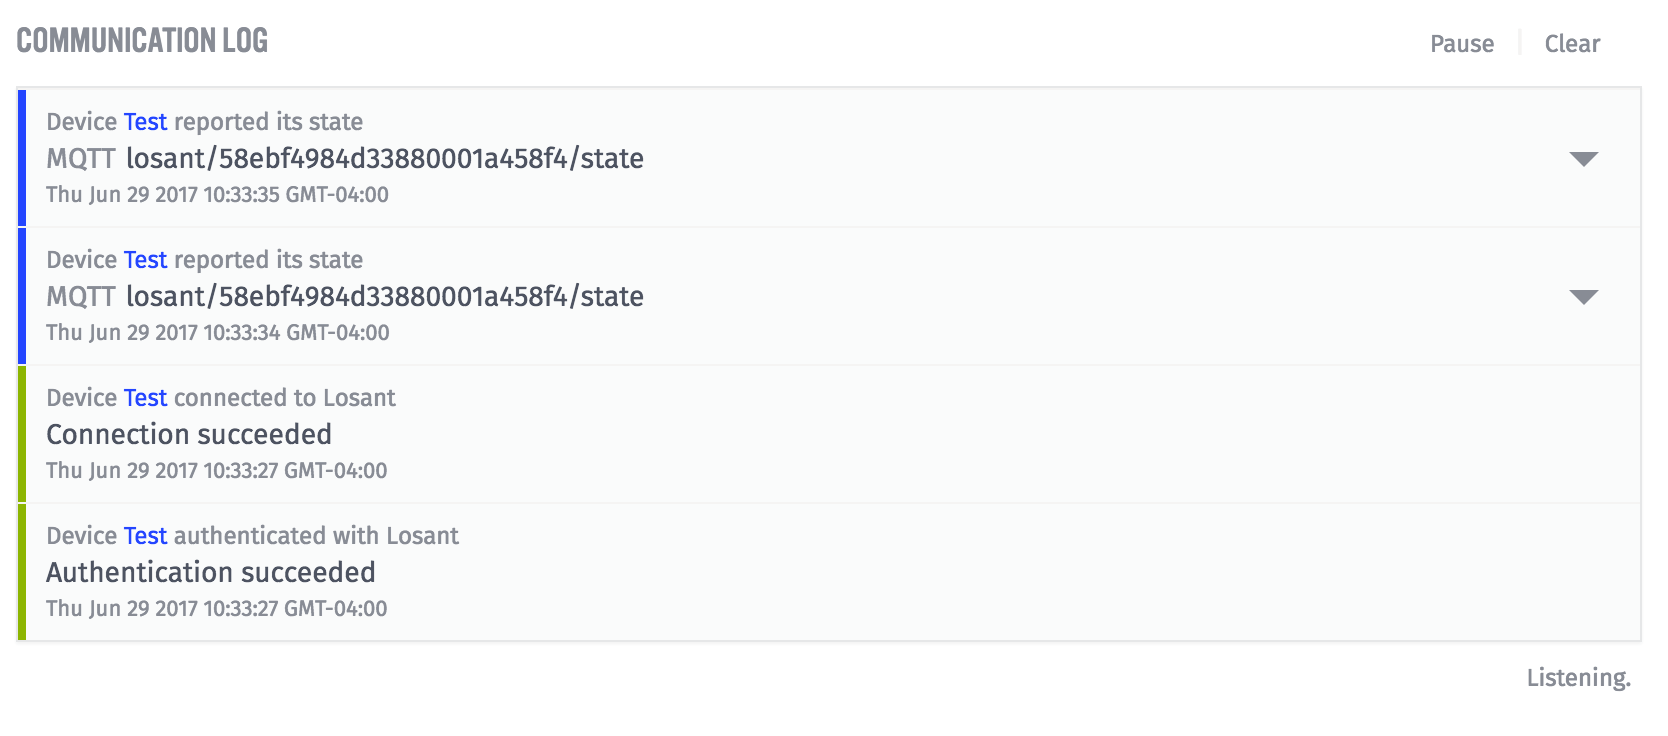 COMMUNICATION LOG
Pause
Clear
Device Test reported its state
MQTT losant/58ebf4984d33880001a458f4/state
Thu Jun 29 2017 10:33:35 GMT-04:00
Device Test reported its state
MQTT losant/58ebf4984d33880001a458f4/state
Thu Jun 29 2017 10:33:34 GMT-04:00
Device Test connected to Losant
Connection succeeded
Thu Jun 29 2017 10:33:27 GMT-04:00
Device Test authenticated with Losant
Authentication succeeded
Thu Jun 29 2017 10:33:27 GMT-04:00
Listening.